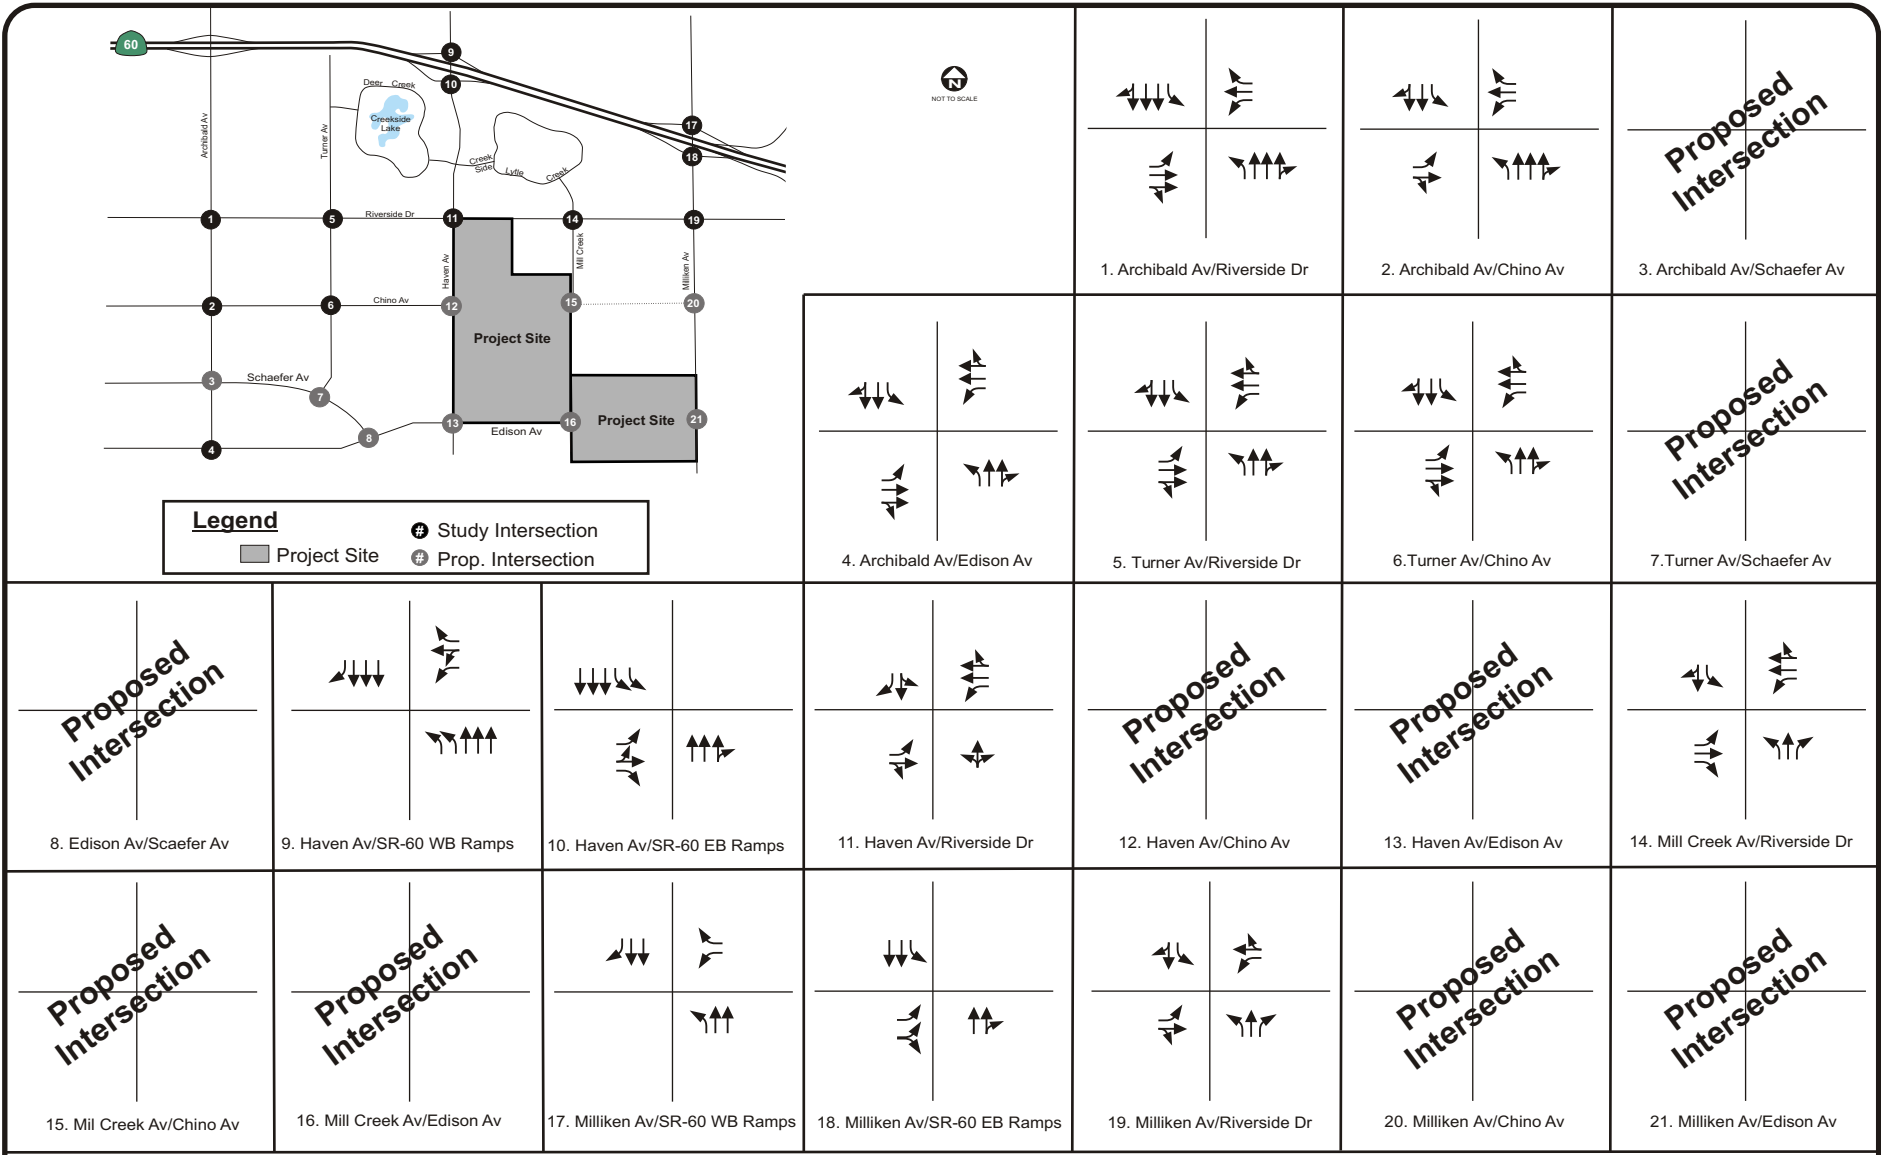 60
9
10
Deer Creek
Creekside
Lake
Archibald Av
Turner Av
17
18
Creek
Side
Lytle
Creek
N
NOT TO SCALE
1
5
Riverside Dr
11
14
19
Haven Av
Mill Creek
Milliken Av
2
6
Chino Av
12
15
20
Project Site
3
Schaefer Av
7
8
13
Edison Av
16
Project Site
21
4
Legend
Project Site
# Study Intersection
# Prop. Intersection
1. Archibald Av/Riverside Dr
2. Archibald Av/Chino Av
Proposed
Intersection
3. Archibald Av/Schaefer Av
4. Archibald Av/Edison Av
5. Turner Av/Riverside Dr
6.Turner Av/Chino Av
Proposed
Intersection
7.Turner Av/Schaefer Av
Proposed
Intersection
8. Edison Av/Scaefer Av
9. Haven Av/SR-60 WB Ramps
10. Haven Av/SR-60 EB Ramps
11. Haven Av/Riverside Dr
Proposed
Intersection
12. Haven Av/Chino Av
Proposed
Intersection
13. Haven Av/Edison Av
14. Mill Creek Av/Riverside Dr
Proposed
Intersection
15. Mil Creek Av/Chino Av
Proposed
Intersection
16. Mill Creek Av/Edison Av
17. Milliken Av/SR-60 WB Ramps
18. Milliken Av/SR-60 EB Ramps
19. Milliken Av/Riverside Dr
Proposed
Intersection
20. Milliken Av/Chino Av
Proposed
Intersection
21. Milliken Av/Edison Av